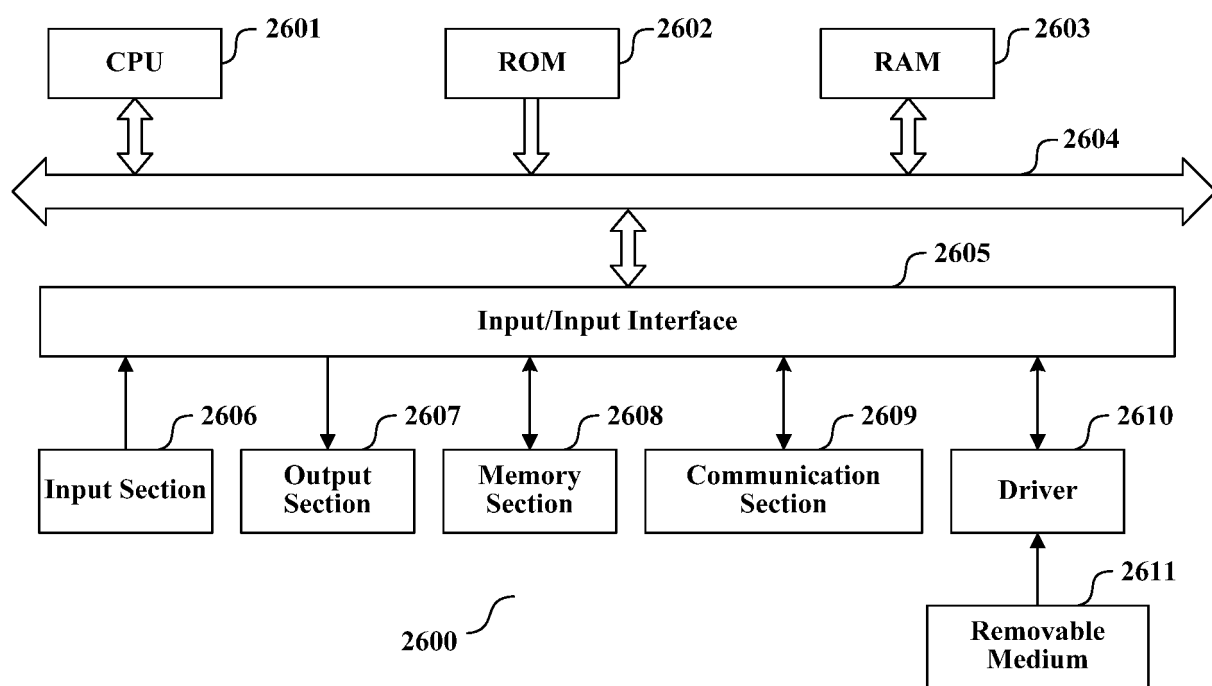 2601
2602
2603
CPU
ROM
RAM
2604
2605
Input/Input Interface
2606
2607
2608
2609
2610
Input Section
Output
Section
Memory
Section
Communication
Section
Driver
2611
2600
Removable
Medium